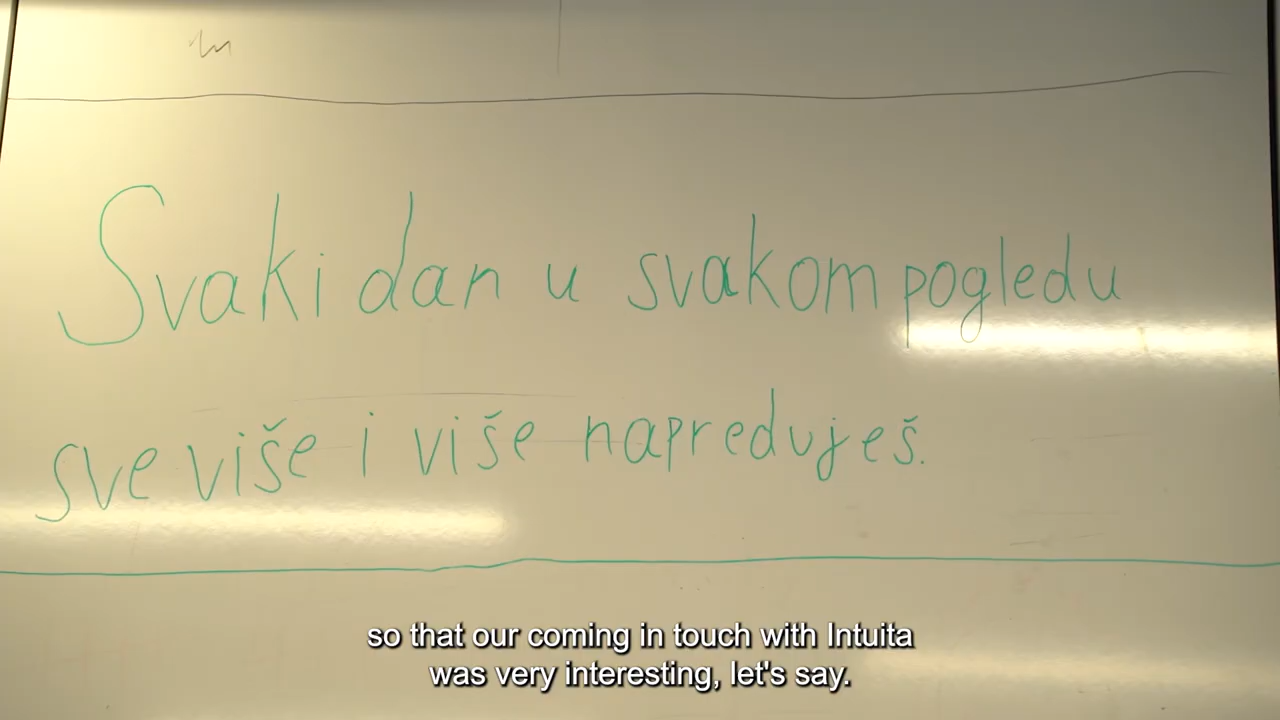 Svaki dan u svakom pogledu
sve više i više napreduješ.
so that our coming in touch with Intuita
was very interesting, let's say.